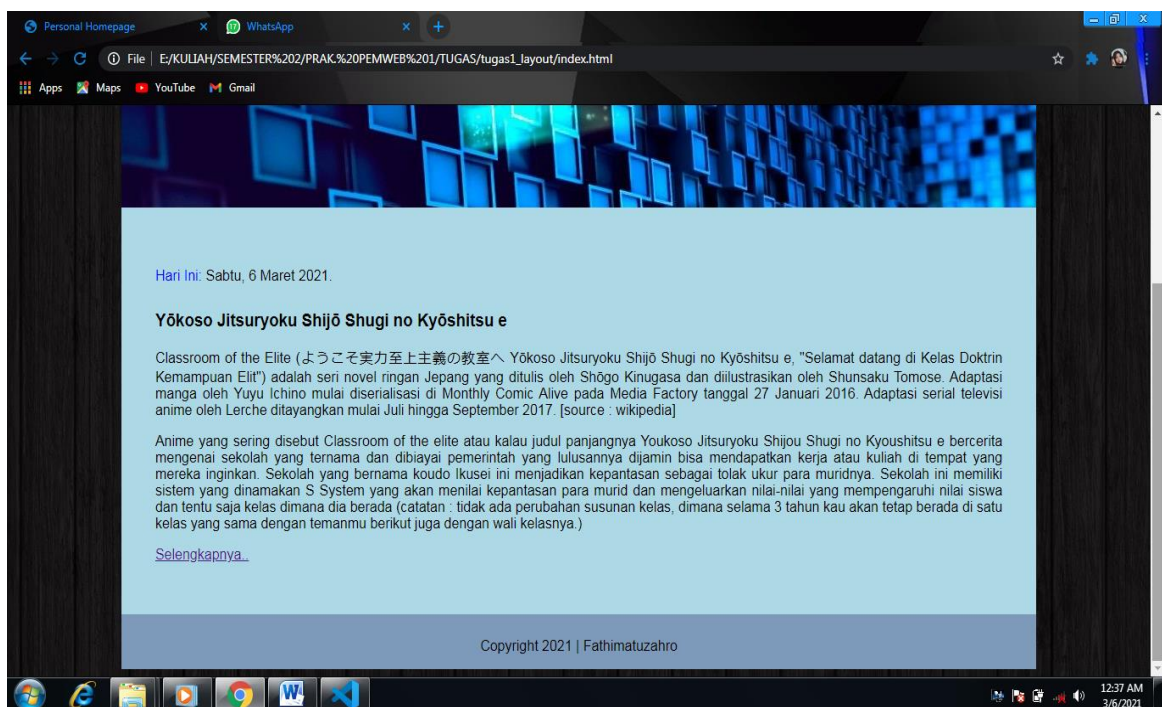 Personal Homepage
17
WhatsApp
File | E:/KULIAH/SEMESTER%202/PRAK.%20PEMWEB%201/TUGAS/tugas1_layout/index.html
Apps Maps YouTube Gmail
Hari Ini: Sabtu, 6 Maret 2021.
Yōkoso Jitsuryoku Shijō Shugi no Kyōshitsu e
Classroom of the Elite (ようこそ実力至上主義の教室へ Yōkoso Jitsuryoku Shijō Shugi no Kyōshitsu e, "Selamat datang di Kelas Doktrin
Kemampuan Elit") adalah seri novel ringan Jepang yang ditulis oleh Shōgo Kinugasa dan diilustrasikan oleh Shunsaku Tomose. Adaptasi
manga oleh Yuyu Ichino mulai diserialisasi di Monthly Comic Alive pada Media Factory tanggal 27 Januari 2016. Adaptasi serial televisi
anime oleh Lerche ditayangkan mulai Juli hingga September 2017. [source : wikipedia]
Anime yang sering disebut Classroom of the elite atau kalau judul panjangnya Youkoso Jitsuryoku Shijou Shugi no Kyoushitsu e bercerita
mengenai sekolah yang ternama dan dibiayai pemerintah yang lulusannya dijamin bisa mendapatkan kerja atau kuliah di tempat yang
mereka inginkan. Sekolah yang bernama koudo Ikusei ini menjadikan kepantasan sebagai tolak ukur para muridnya. Sekolah ini memiliki
sistem yang dinamakan S System yang akan menilai kepantasan para murid dan mengeluarkan nilai-nilai yang mempengaruhi nilai siswa
dan tentu saja kelas dimana dia berada (catatan : tidak ada perubahan susunan kelas, dimana selama 3 tahun kau akan tetap berada di satu
kelas yang sama dengan temanmu berikut juga dengan wali kelasnya.)
Selengkapnya..
Copyright 2021 | Fathimatuzahro
12:37 AM
3/6/2021